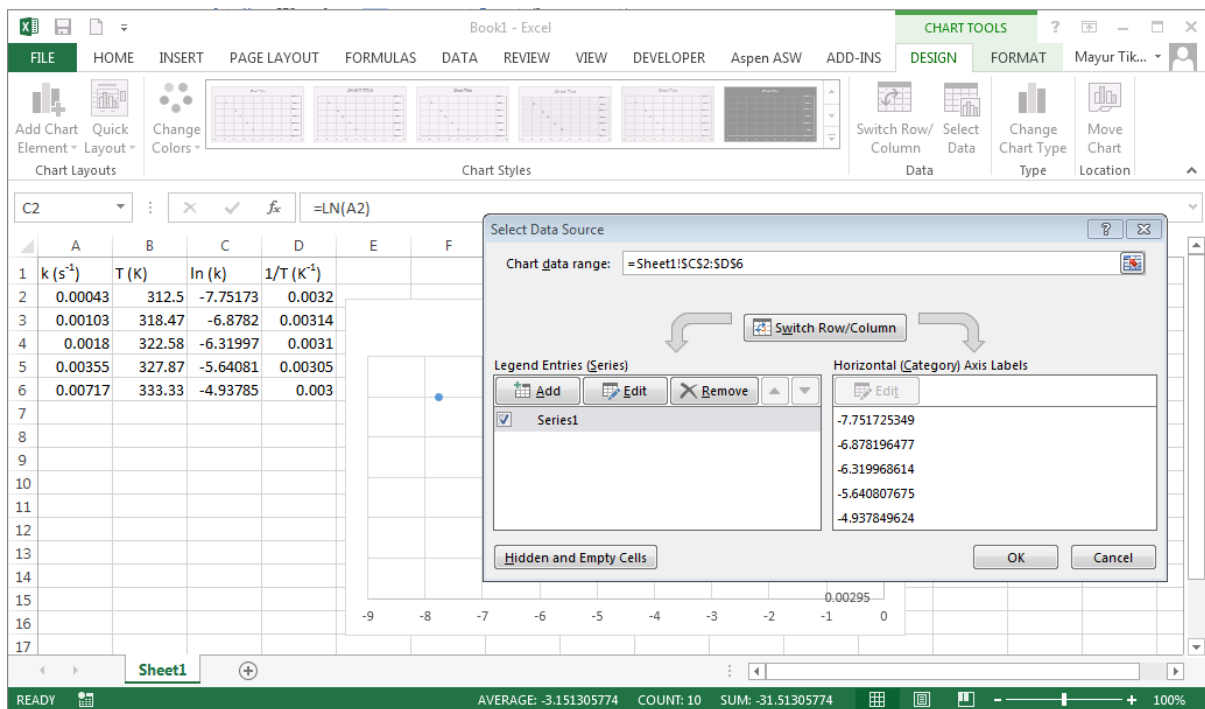 Book1 - Excel
CHART TOOLS
?
FILE HOME INSERT PAGE LAYOUT FORMULAS DATA REVIEW VIEW DEVELOPER Aspen ASW ADD-INS DESIGN FORMAT Mayur Tik...
Add Chart Element
Quick Layout
Change Colors
Switch Row/ Column
Select Data
Change Chart Type
Move Chart
Chart Layouts Chart Styles Data Type Location
C2 fx =LN(A2)
A B C D E F
1 k (s⁻¹) T (K) ln (k) 1/T (K⁻¹)
2 0.00043 312.5 -7.75173 0.0032
3 0.00103 318.47 -6.8782 0.00314
4 0.0018 322.58 -6.31997 0.0031
5 0.00355 327.87 -5.64081 0.00305
6 0.00717 333.33 -4.93785 0.003
7
8
9
10
11
12
13
14
15
16
17
Select Data Source
?
Chart data range: =Sheet1!$C$2:$D$6
Switch Row/Column
Legend Entries (Series)
Add Edit Remove
Series1
Horizontal (Category) Axis Labels
Edit
-7.751725349
-6.878196477
-6.319968614
-5.640807675
-4.937849624
Hidden and Empty Cells
OK Cancel
0.00295
-9 -8 -7 -6 -5 -4 -3 -2 -1 0
Sheet1
READY AVERAGE: -3.151305774 COUNT: 10 SUM: -31.51305774 100%